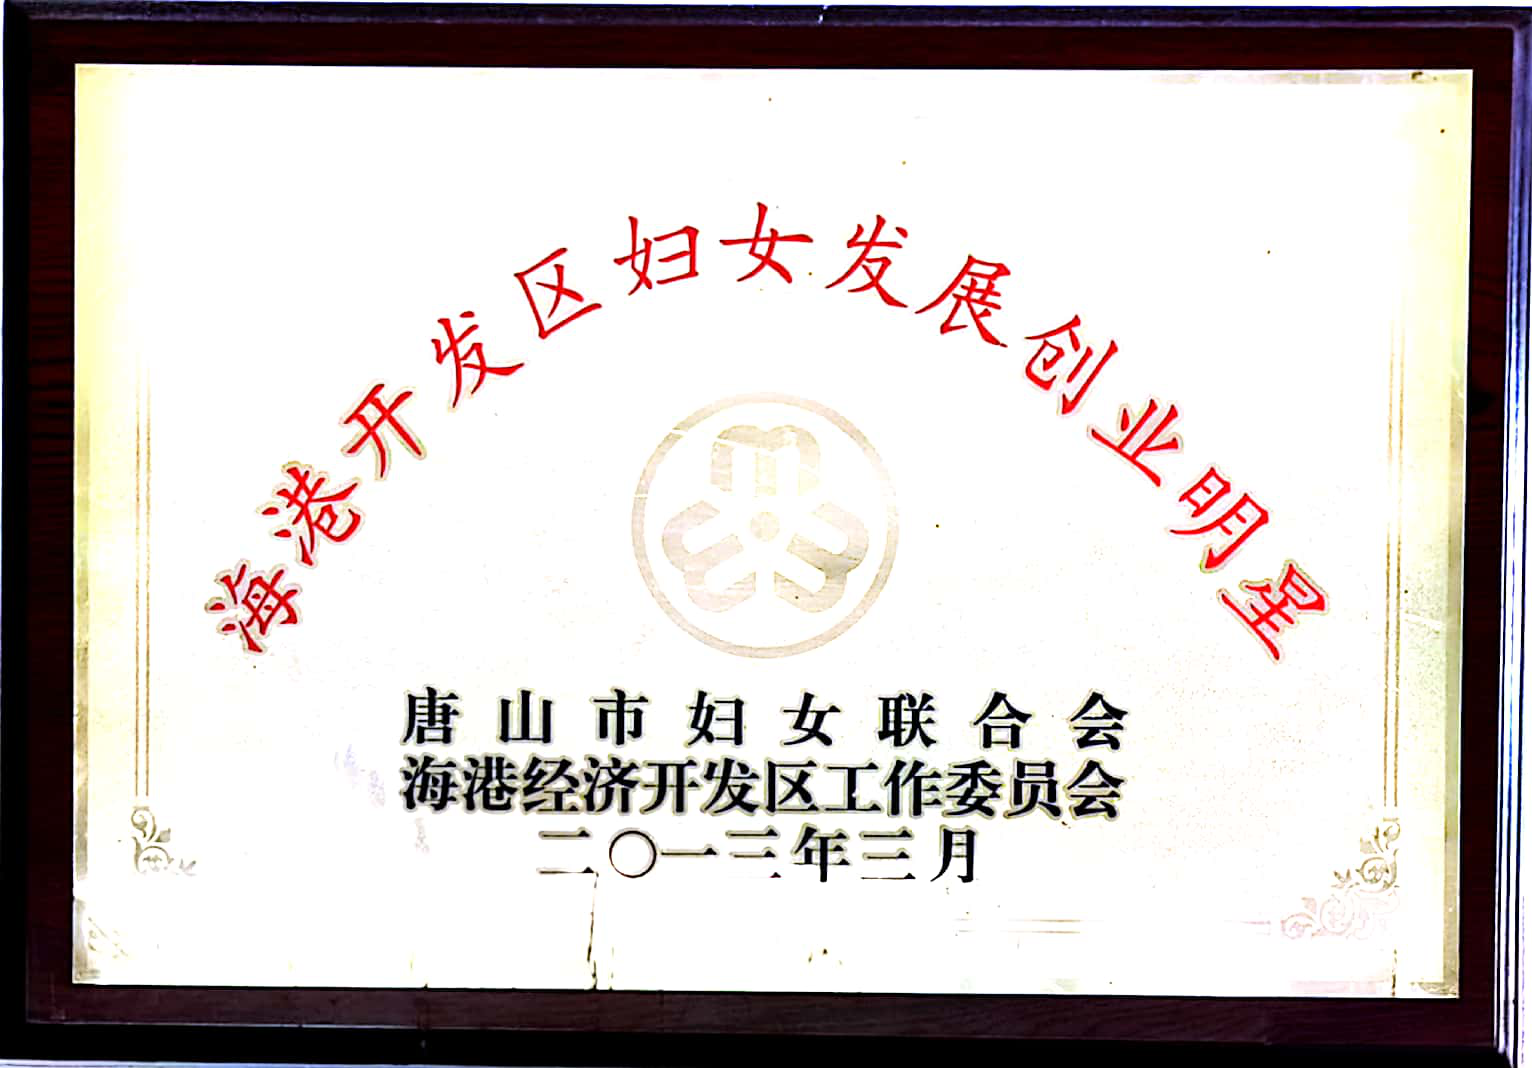 海港开发区妇女发展创业明星
唐山市妇女联合会
海港经济开发区工作委员会
二〇一三年三月